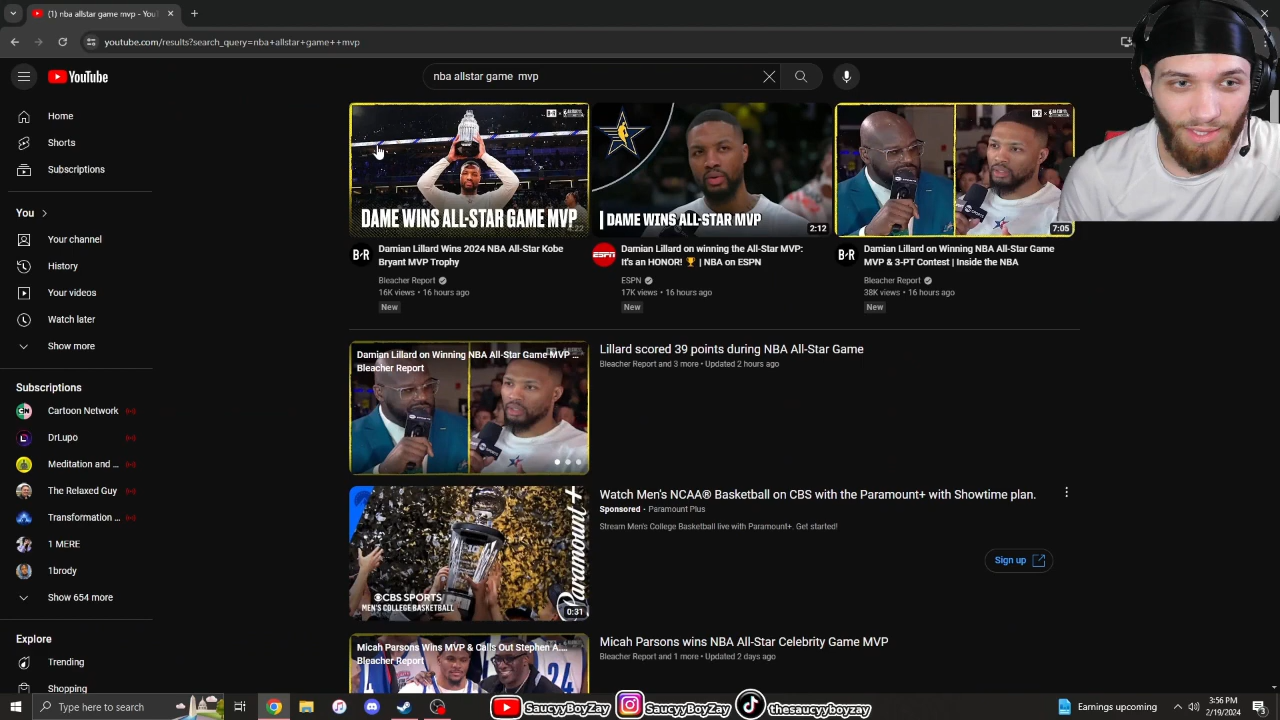 (1) nba allstar game mvp - YouT
youtube.com/results?search_query=nba+allstar+game++mvp
YouTube
nba allstar game  mvp
Home
Shorts
Subscriptions
You
Your channel
History
Your videos
Watch later
Show more
Subscriptions
Cartoon Network
DrLupo
Meditation and ...
The Relaxed Guy
Transformation ...
1 MERE
1brody
Show 654 more
Explore
Trending
Shopping
DAME WINS ALL-STAR GAME MVP
Damian Lillard Wins 2024 NBA All-Star Kobe
Bryant MVP Trophy
B/R
Bleacher Report
16K views • 16 hours ago
New
DAME WINS ALL-STAR MVP
2:12
Damian Lillard on winning the All-Star MVP:
It's an HONOR! 🏆 | NBA on ESPN
ESPN
ESPN
17K views • 16 hours ago
New
7:05
Damian Lillard on Winning NBA All-Star Game
MVP & 3-PT Contest | Inside the NBA
B/R
Bleacher Report
38K views • 16 hours ago
New
Damian Lillard on Winning NBA All-Star Game MVP ...
Bleacher Report
Lillard scored 39 points during NBA All-Star Game
Bleacher Report and 3 more • Updated 2 hours ago
Paramount+
©CBS SPORTS
MEN'S COLLEGE BASKETBALL
0:31
Watch Men's NCAA® Basketball on CBS with the Paramount+ with Showtime plan.
Sponsored • Paramount Plus
Stream Men's College Basketball live with Paramount+. Get started!
Sign up
Micah Parsons Wins MVP & Calls Out Stephen A....
Bleacher Report
24
Micah Parsons wins NBA All-Star Celebrity Game MVP
Bleacher Report and 1 more • Updated 2 days ago
Type here to search
SaucyyBoyZay
SaucyyBoyZay
thesaucyyboyzay
Earnings upcoming
3:56 PM
2/19/2024